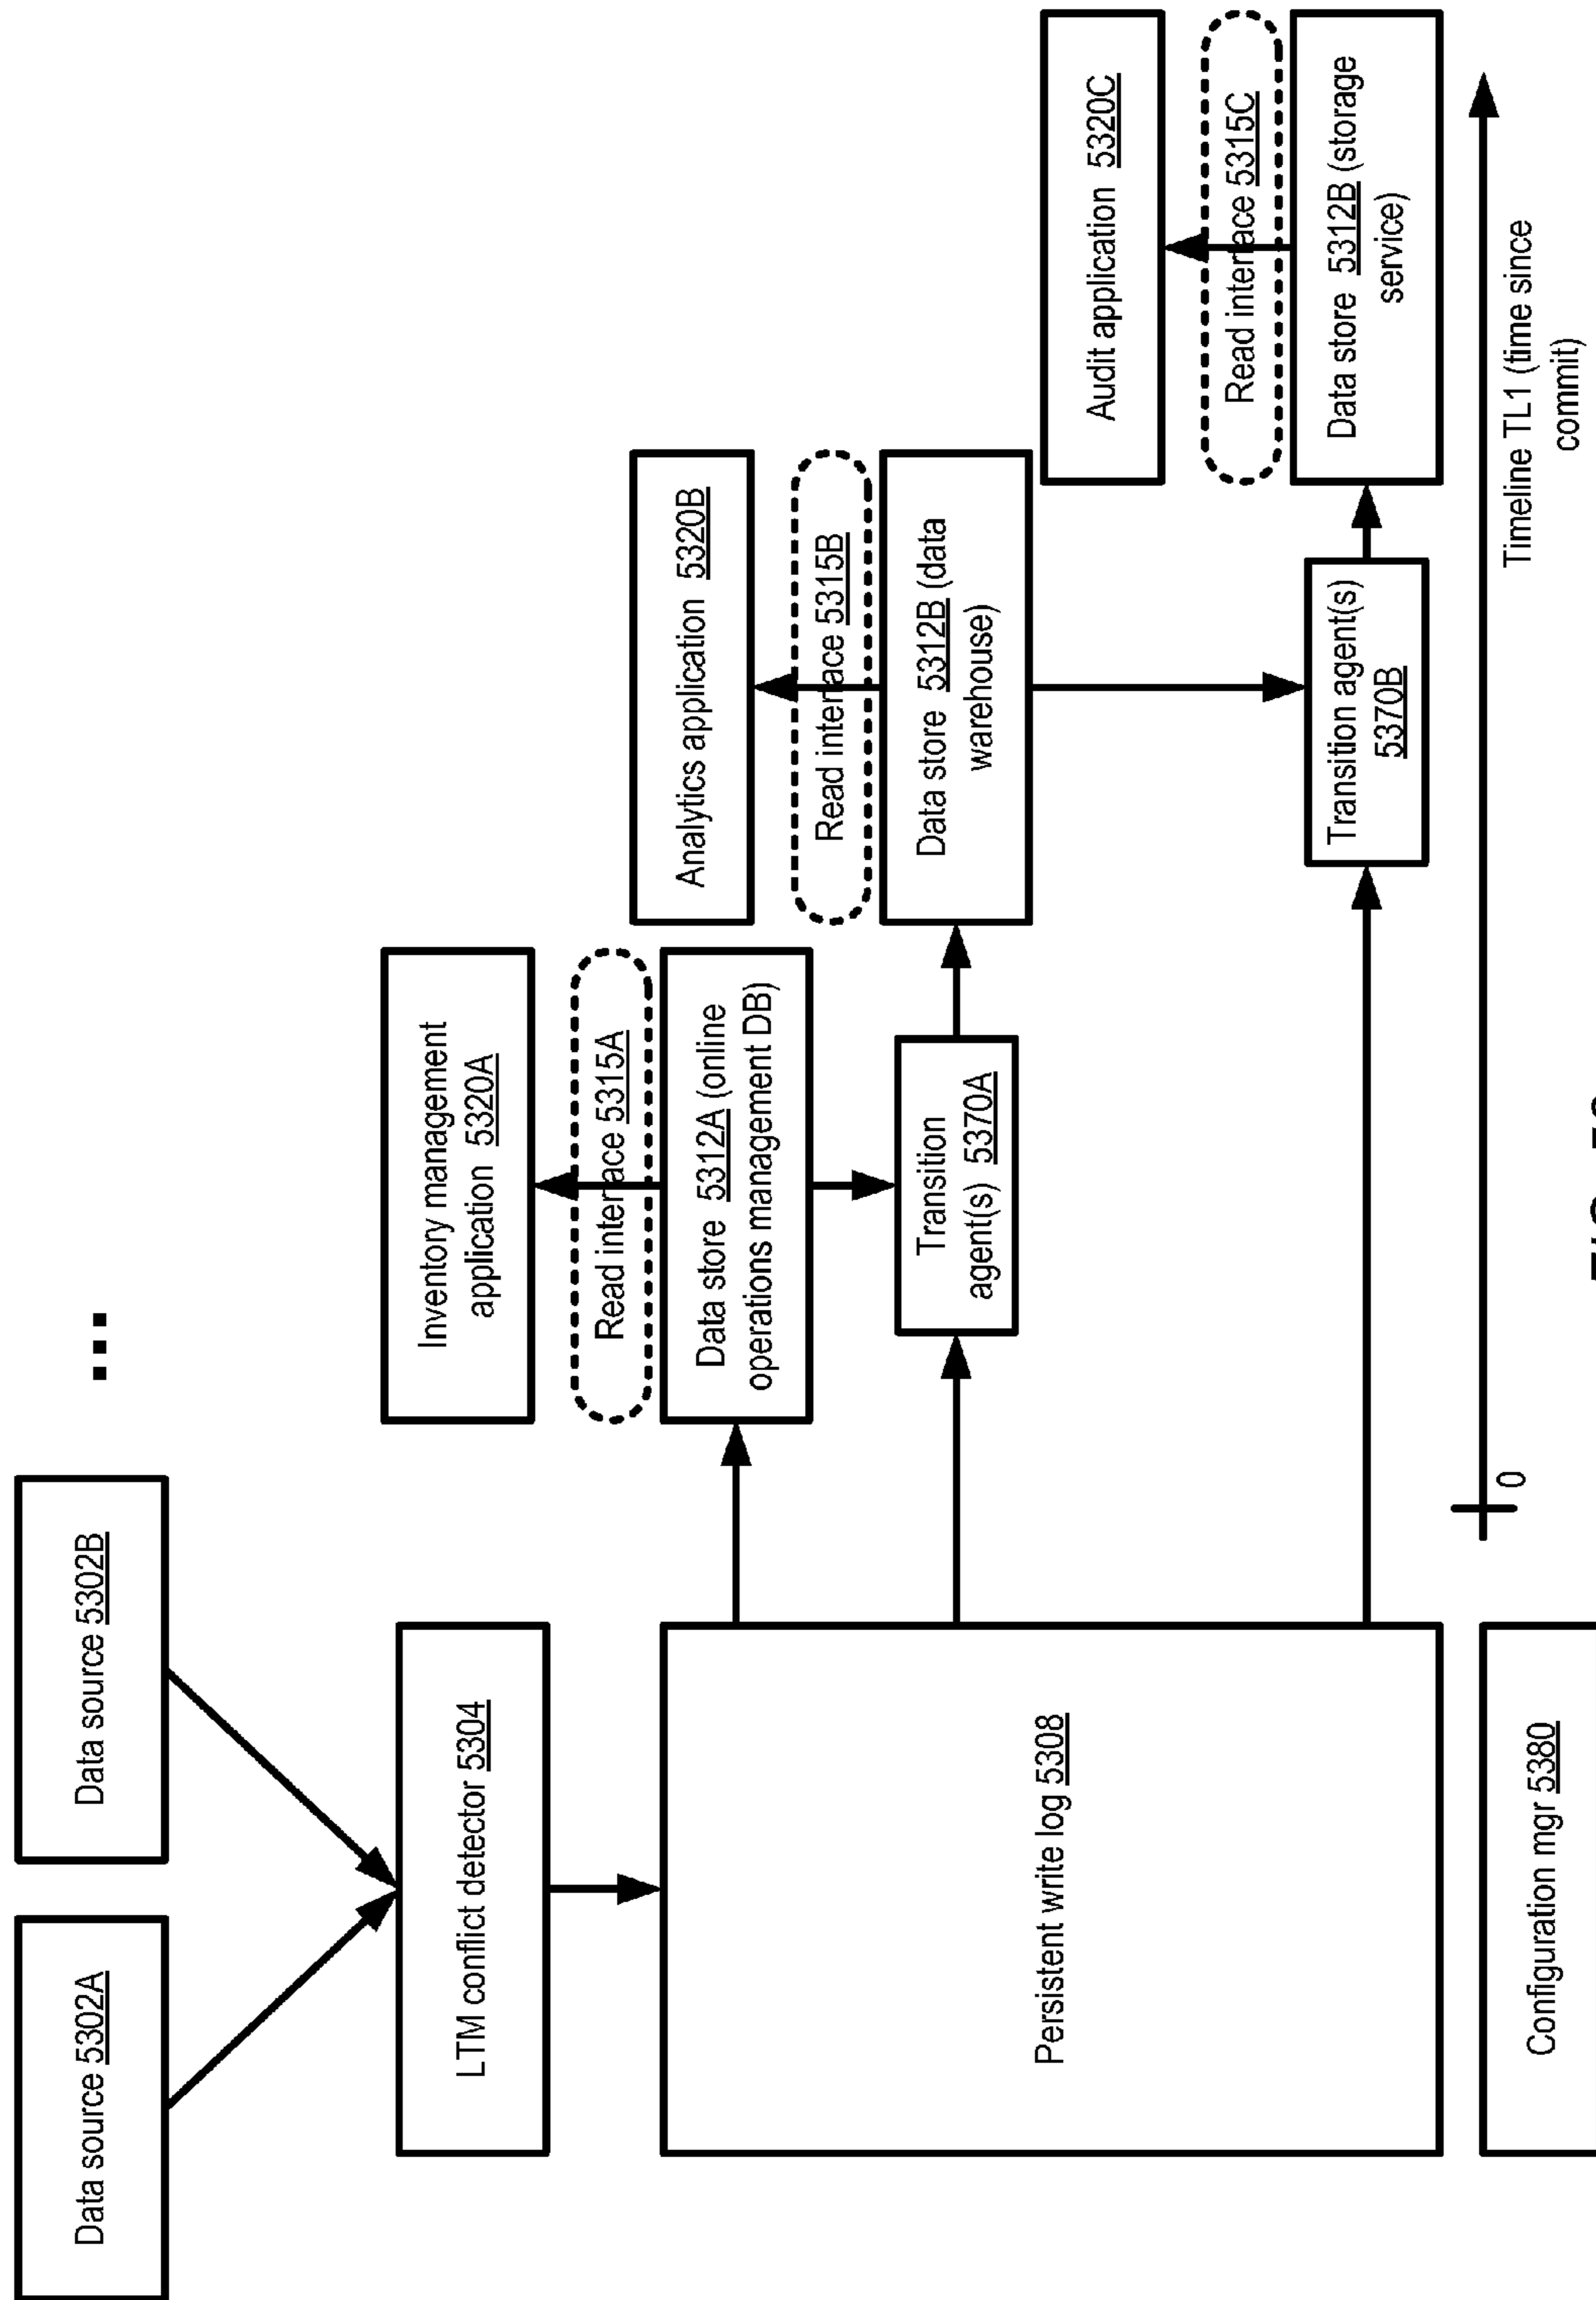 Data source 5302A
Data source 5302B
...
LTM conflict detector 5304
Persistent write log 5308
Configuration mgr 5380
Inventory management
application 5320A
Read interface 5315A
Data store 5312A (online
operations management DB)
Transition
agent(s) 5370A
Analytics application 5320B
Read interface 5315B
Data store 5312B (data
warehouse)
Transition agent(s)
5370B
Audit application 5320C
Read interface 5315C
Data store 5312B (storage
service)
0
Timeline TL1 (time since
commit)